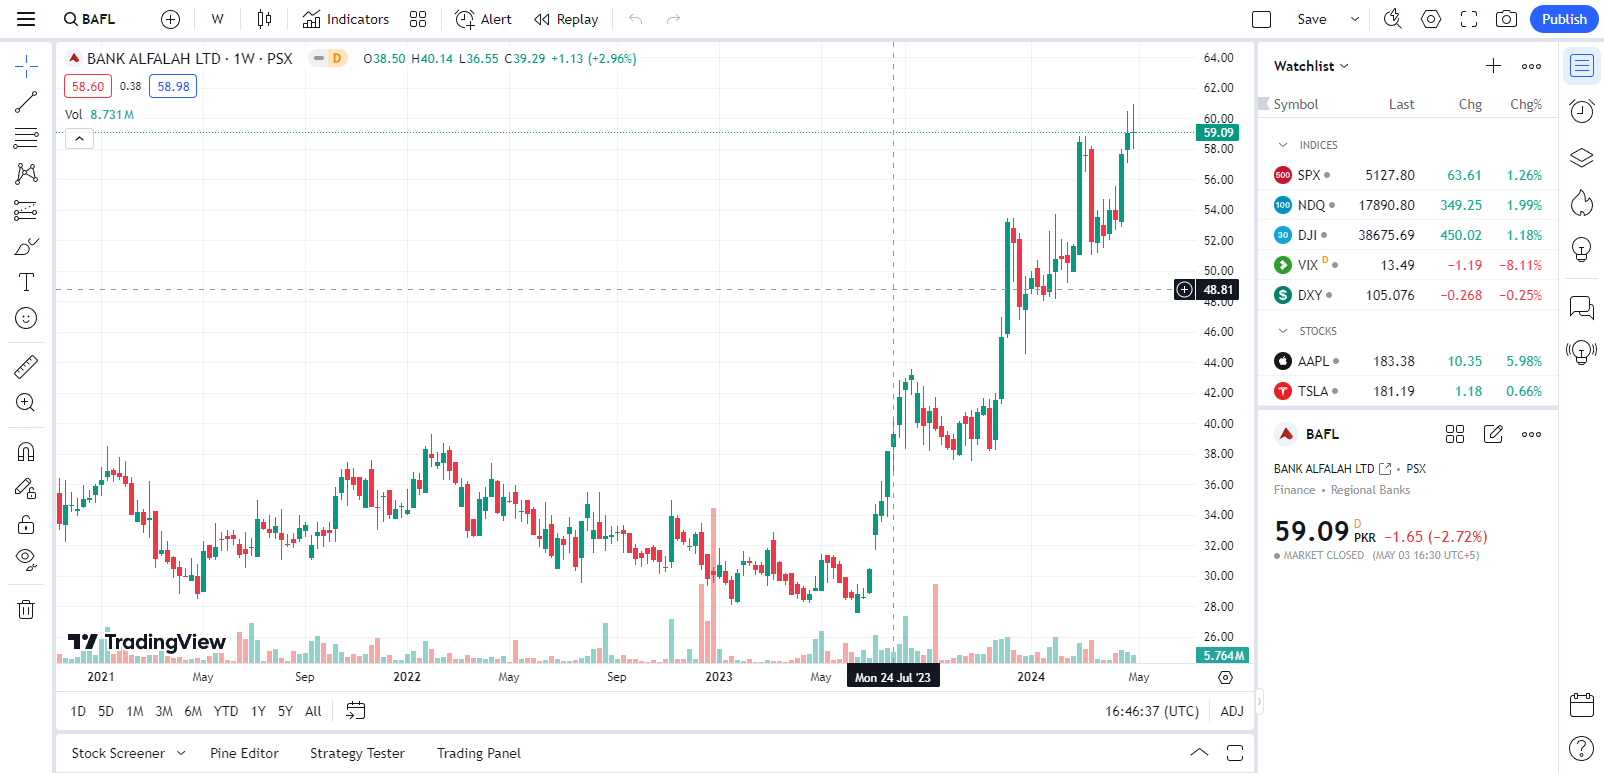 BAFL W Indicators Alert Replay Save Publish
BANK ALFALAH LTD · 1W · PSX D O38.50 H40.14 L36.55 C39.29 +1.13 (+2.96%)
58.60 0.38 58.98
Vol 8.731M
64.00
62.00
60.00
59.09
58.00
56.00
54.00
52.00
50.00
48.81
48.00
46.00
44.00
42.00
40.00
38.00
36.00
34.00
32.00
30.00
28.00
26.00
5.764M
TradingView
2021 May Sep 2022 May Sep 2023 May Mon 24 Jul '23 2024 May
1D 5D 1M 3M 6M YTD 1Y 5Y All 16:46:37 (UTC) ADJ
Stock Screener Pine Editor Strategy Tester Trading Panel
Watchlist
Symbol Last Chg Chg%
INDICES
500 SPX 5127.80 63.61 1.26%
100 NDQ 17890.80 349.25 1.99%
30 DJI 38675.69 450.02 1.18%
VIX D 13.49 −1.19 −8.11%
S DXY 105.076 −0.268 −0.25%
STOCKS
AAPL 183.38 10.35 5.98%
TSLA 181.19 1.18 0.66%
BAFL
BANK ALFALAH LTD • PSX
Finance • Regional Banks
59.09 D PKR −1.65 (−2.72%)
MARKET CLOSED (MAY 03 16:30 UTC+5)